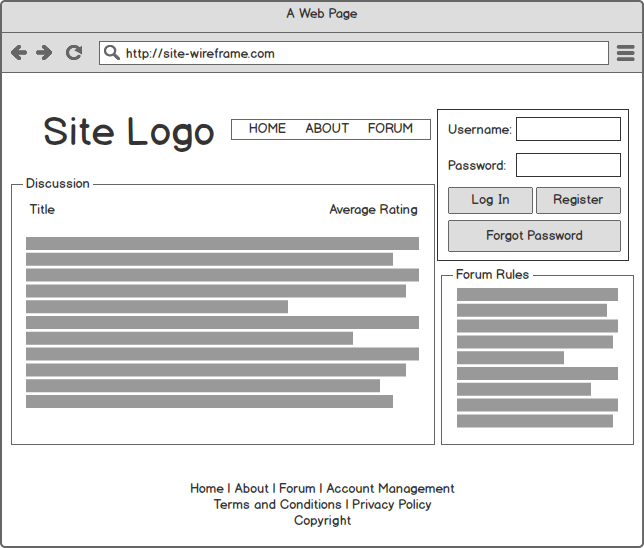 A Web Page
http://site-wireframe.com
Site Logo
HOME ABOUT FORUM
Username:
Password:
Log In Register
Forgot Password
Discussion
Title Average Rating
Forum Rules
Home | About | Forum | Account Management
Terms and Conditions | Privacy Policy
Copyright